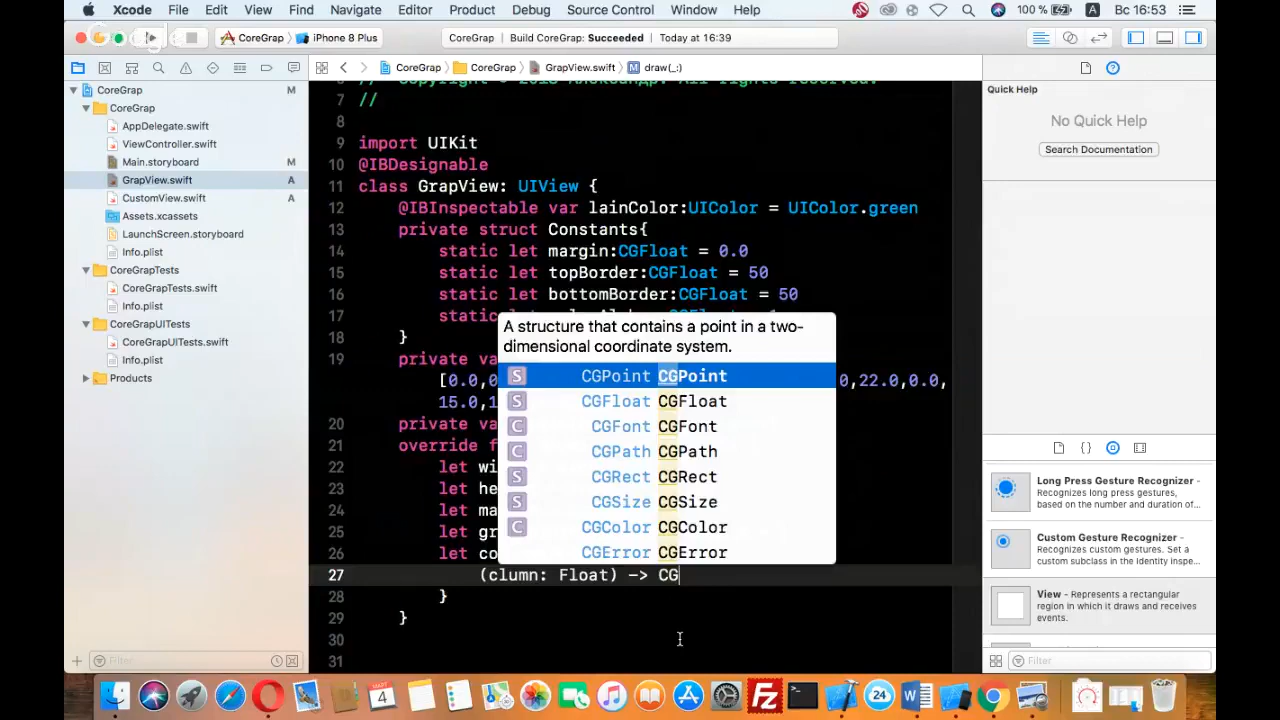 Xcode File Edit View Find Navigate Editor Product Debug Source Control Window Help 100 % A Вс 16:53
CoreGrap iPhone 8 Plus CoreGrap Build CoreGrap: Succeeded Today at 16:39
CoreGrap CoreGrap GrapView.swift M draw(_:)
CoreGrap
CoreGrap
AppDelegate.swift
ViewController.swift
Main.storyboard M
GrapView.swift A
CustomView.swift A
Assets.xcassets
LaunchScreen.storyboard
Info.plist
CoreGrapTests
CoreGrapTests.swift
Info.plist
CoreGrapUITests
CoreGrapUITests.swift
Info.plist
Products
Filter
7 //
8
9 import UIKit
10 @IBDesignable
11 class GrapView: UIView {
12 @IBInspectable var lainColor:UIColor = UIColor.green
13 private struct Constants{
14 static let margin:CGFloat = 0.0
15 static let topBorder:CGFloat = 50
16 static let bottomBorder:CGFloat = 50
17 static
18 }
19 private va
[0.0,0 0,22.0,0.0,
15.0,1
20 private va
21 override f
22 let wi
23 let he
24 let ma
25 let gr
26 let co
27 (clumn: Float) -> CG
28 }
29 }
30
31
A structure that contains a point in a two-
dimensional coordinate system.
S CGPoint CGPoint
S CGFloat CGFloat
C CGFont CGFont
C CGPath CGPath
S CGRect CGRect
S CGSize CGSize
C CGColor CGColor
CGError CGError
Quick Help
No Quick Help
Search Documentation
{ }
Long Press Gesture Recognizer -
Recognizes long press gestures,
based on the number and duration of...
Custom Gesture Recognizer -
Recognizes custom gestures. Set a
custom subclass in the identity inspe...
View - Represents a rectangular
region in which it draws and receives
events.
Filter
МАРТ
4
Fz
24
W